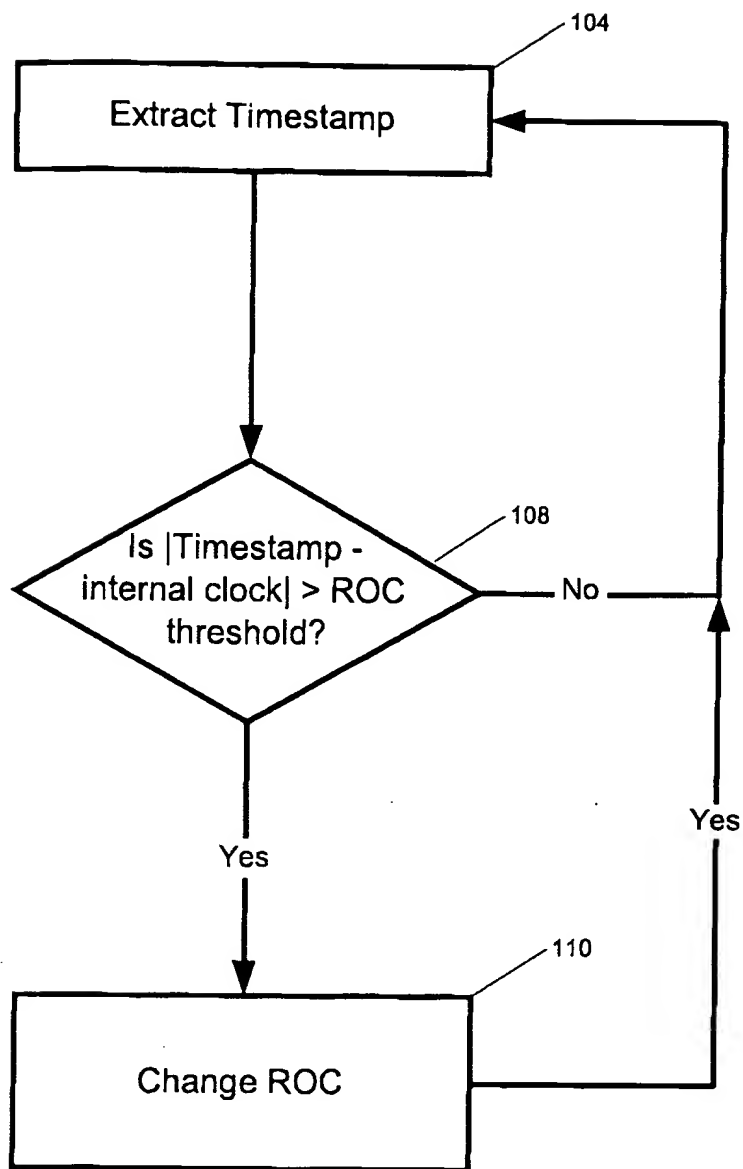 104
Extract Timestamp
108
Is |Timestamp -
internal clock| > ROC
threshold?
No
Yes
Yes
110
Change ROC